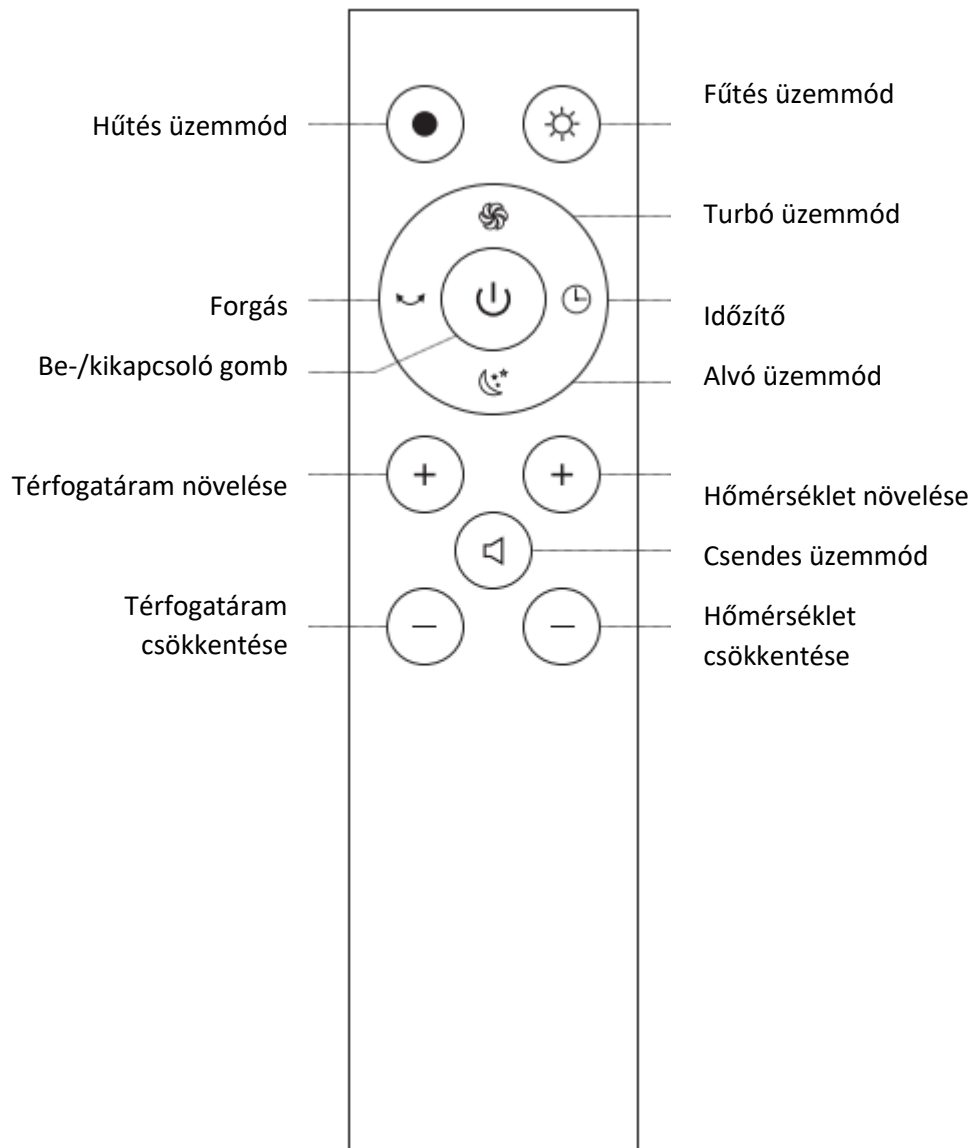 Hűtés üzemmód
Fűtés üzemmód
Turbó üzemmód
Forgás
Időzítő
Be-/kikapcsoló gomb
Alvó üzemmód
Térfogatáram növelése
Hőmérséklet növelése
Csendes üzemmód
Térfogatáram
csökkentése
Hőmérséklet
csökkentése